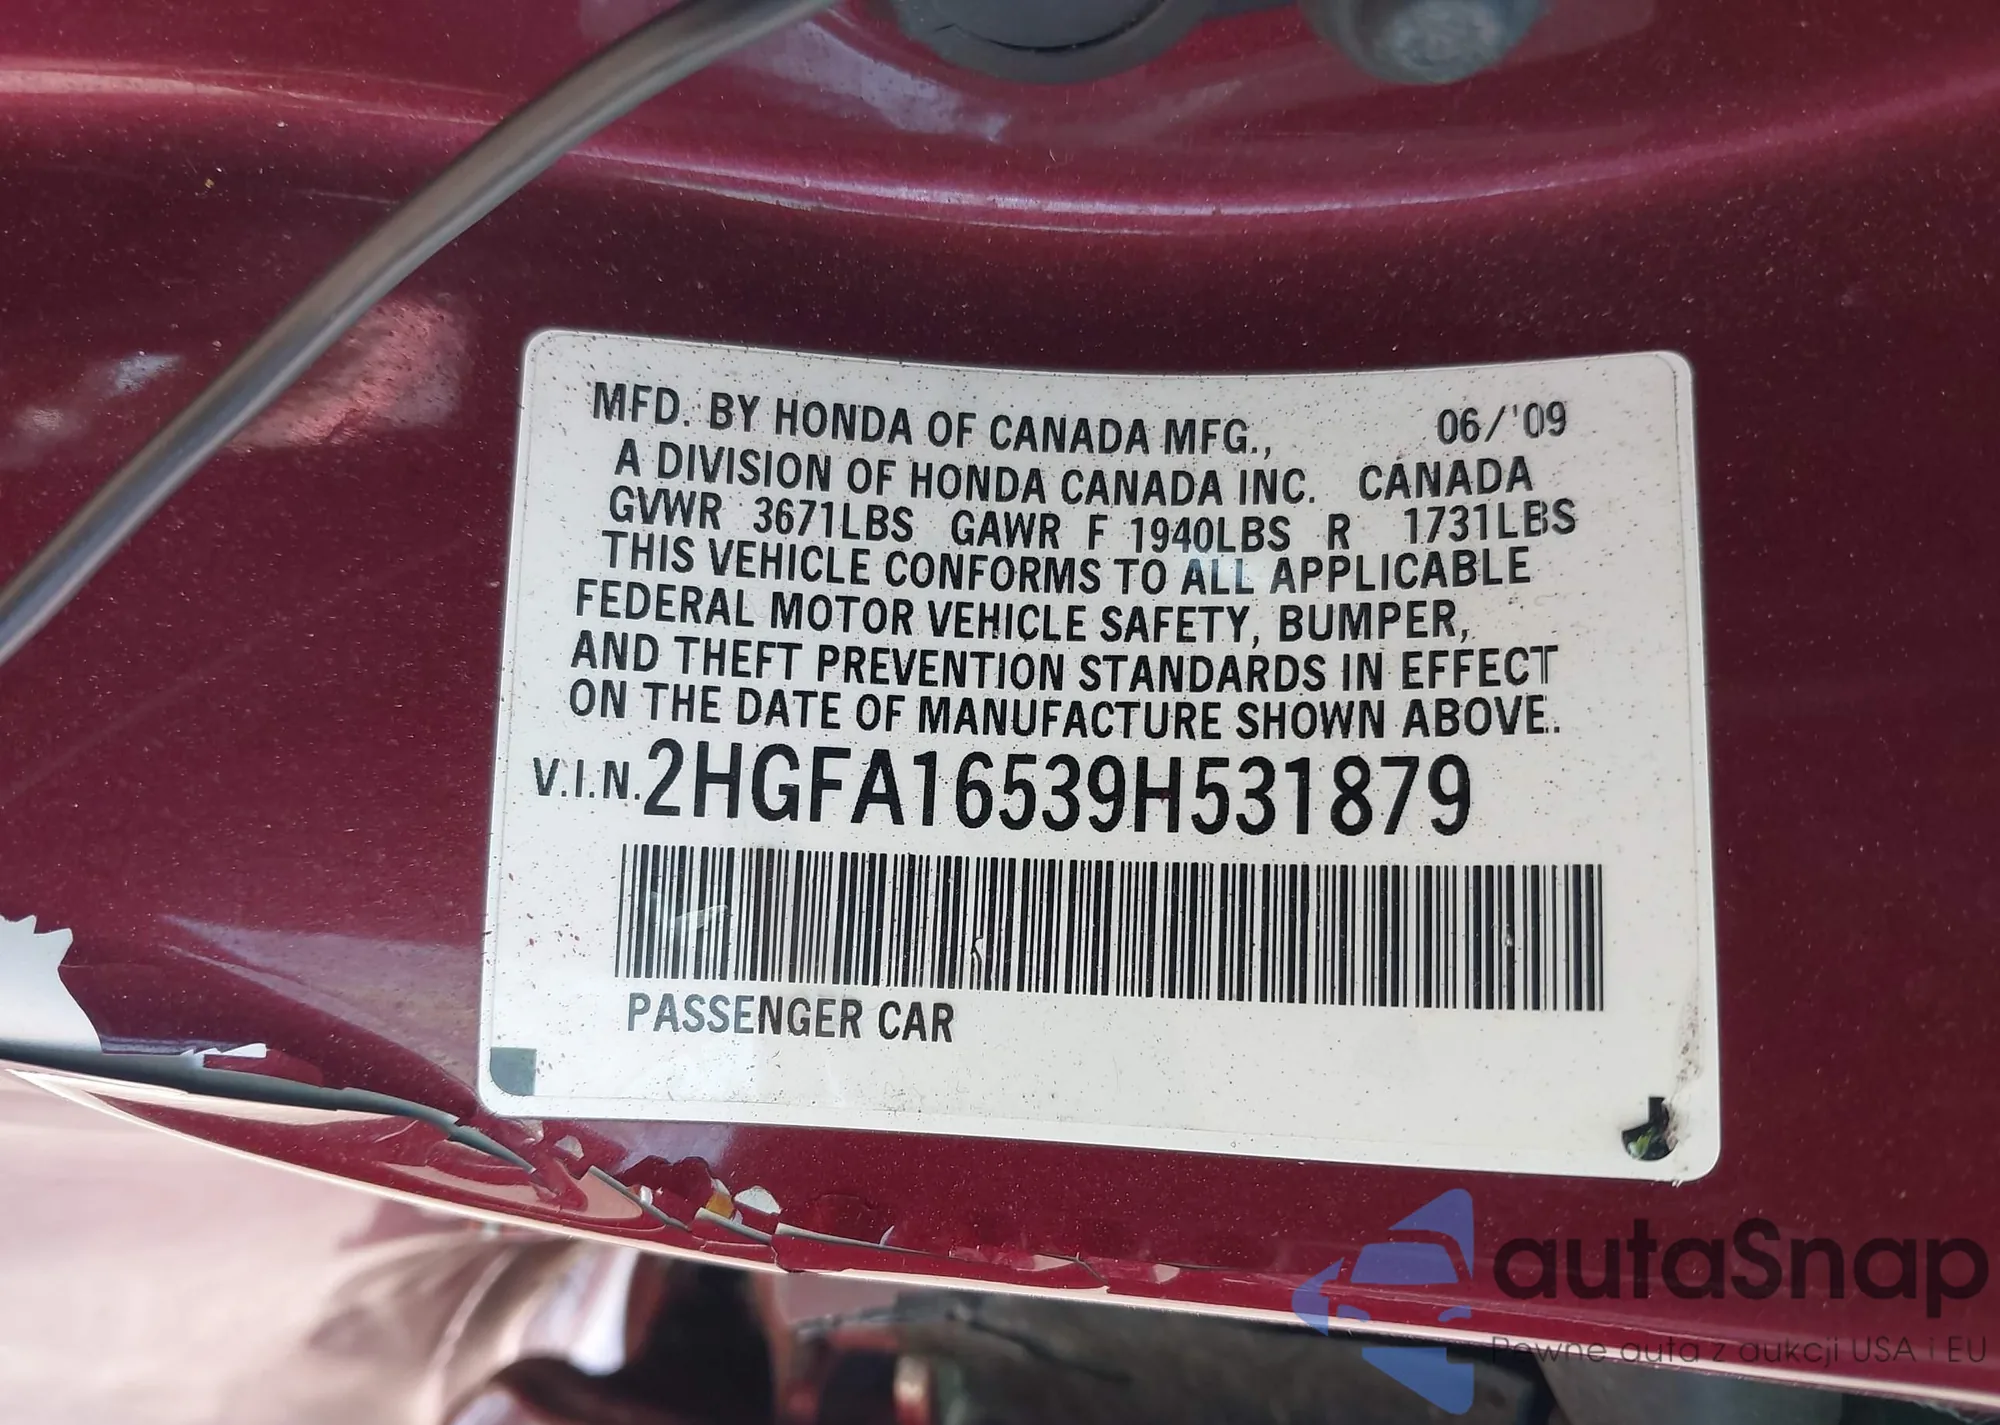 MFD. BY HONDA OF CANADA MFG., 06/'09
A DIVISION OF HONDA CANADA INC. CANADA
GVWR 3671LBS GAWR F 1940LBS R 1731LBS
THIS VEHICLE CONFORMS TO ALL APPLICABLE
FEDERAL MOTOR VEHICLE SAFETY, BUMPER,
AND THEFT PREVENTION STANDARDS IN EFFECT
ON THE DATE OF MANUFACTURE SHOWN ABOVE.
V.I.N. 2HGFA16539H531879
PASSENGER CAR
autaSnap
Pewne auta z aukcji USA i EU